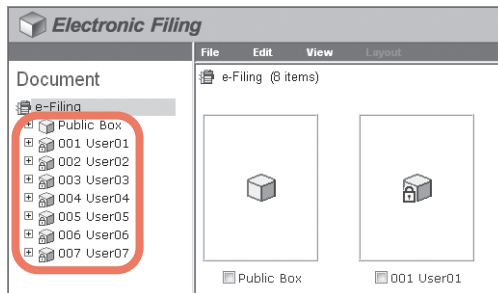 Electronic Filing
File Edit View Layout
Document
e-Filing
Public Box
001 User01
002 User02
003 User03
004 User04
005 User05
006 User06
007 User07
e-Filing (8 items)
Public Box 001 User01